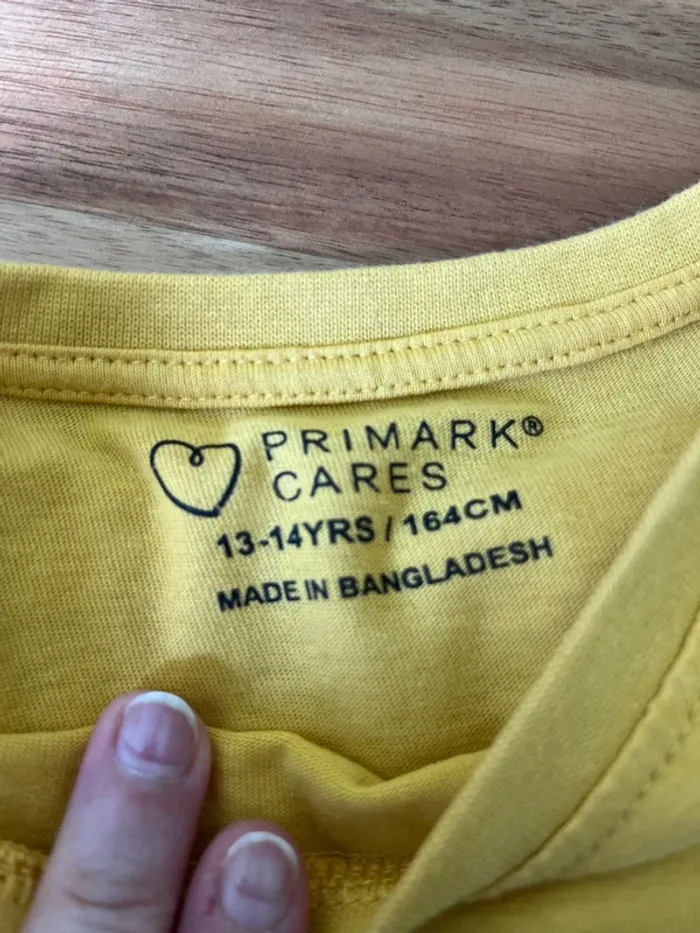 PRIMARK®
CARES
13-14YRS / 164CM
MADE IN BANGLADESH